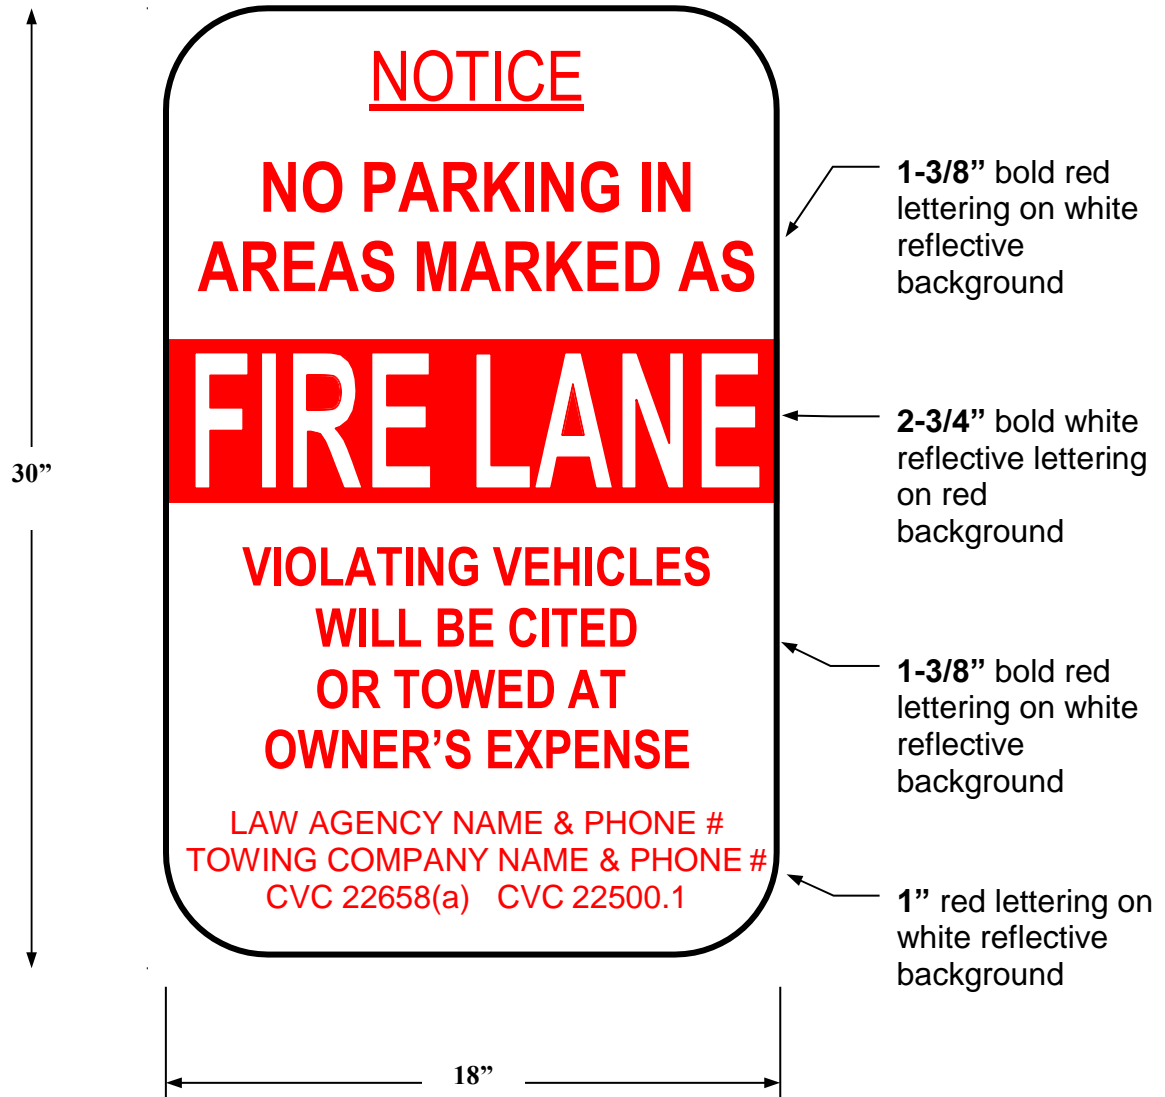 NOTICE
NO PARKING IN
AREAS MARKED AS
FIRE LANE
VIOLATING VEHICLES
WILL BE CITED
OR TOWED AT
OWNER’S EXPENSE
LAW AGENCY NAME & PHONE #
TOWING COMPANY NAME & PHONE #
CVC 22658(a) CVC 22500.1
30”
18”
1-3/8” bold red
lettering on white
reflective
background
2-3/4” bold white
reflective lettering
on red
background
1-3/8” bold red
lettering on white
reflective
background
1” red lettering on
white reflective
background